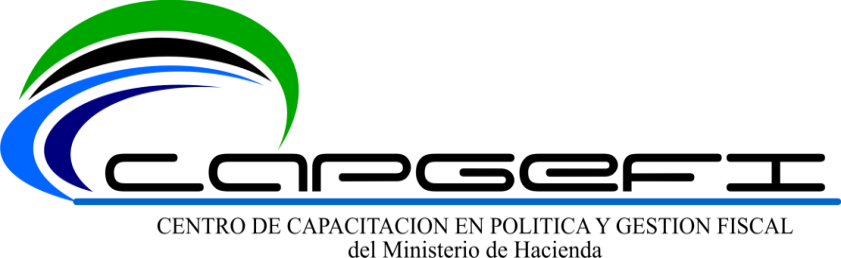 CAPGEFI
CENTRO DE CAPACITACION EN POLITICA Y GESTION FISCAL
del Ministerio de Hacienda